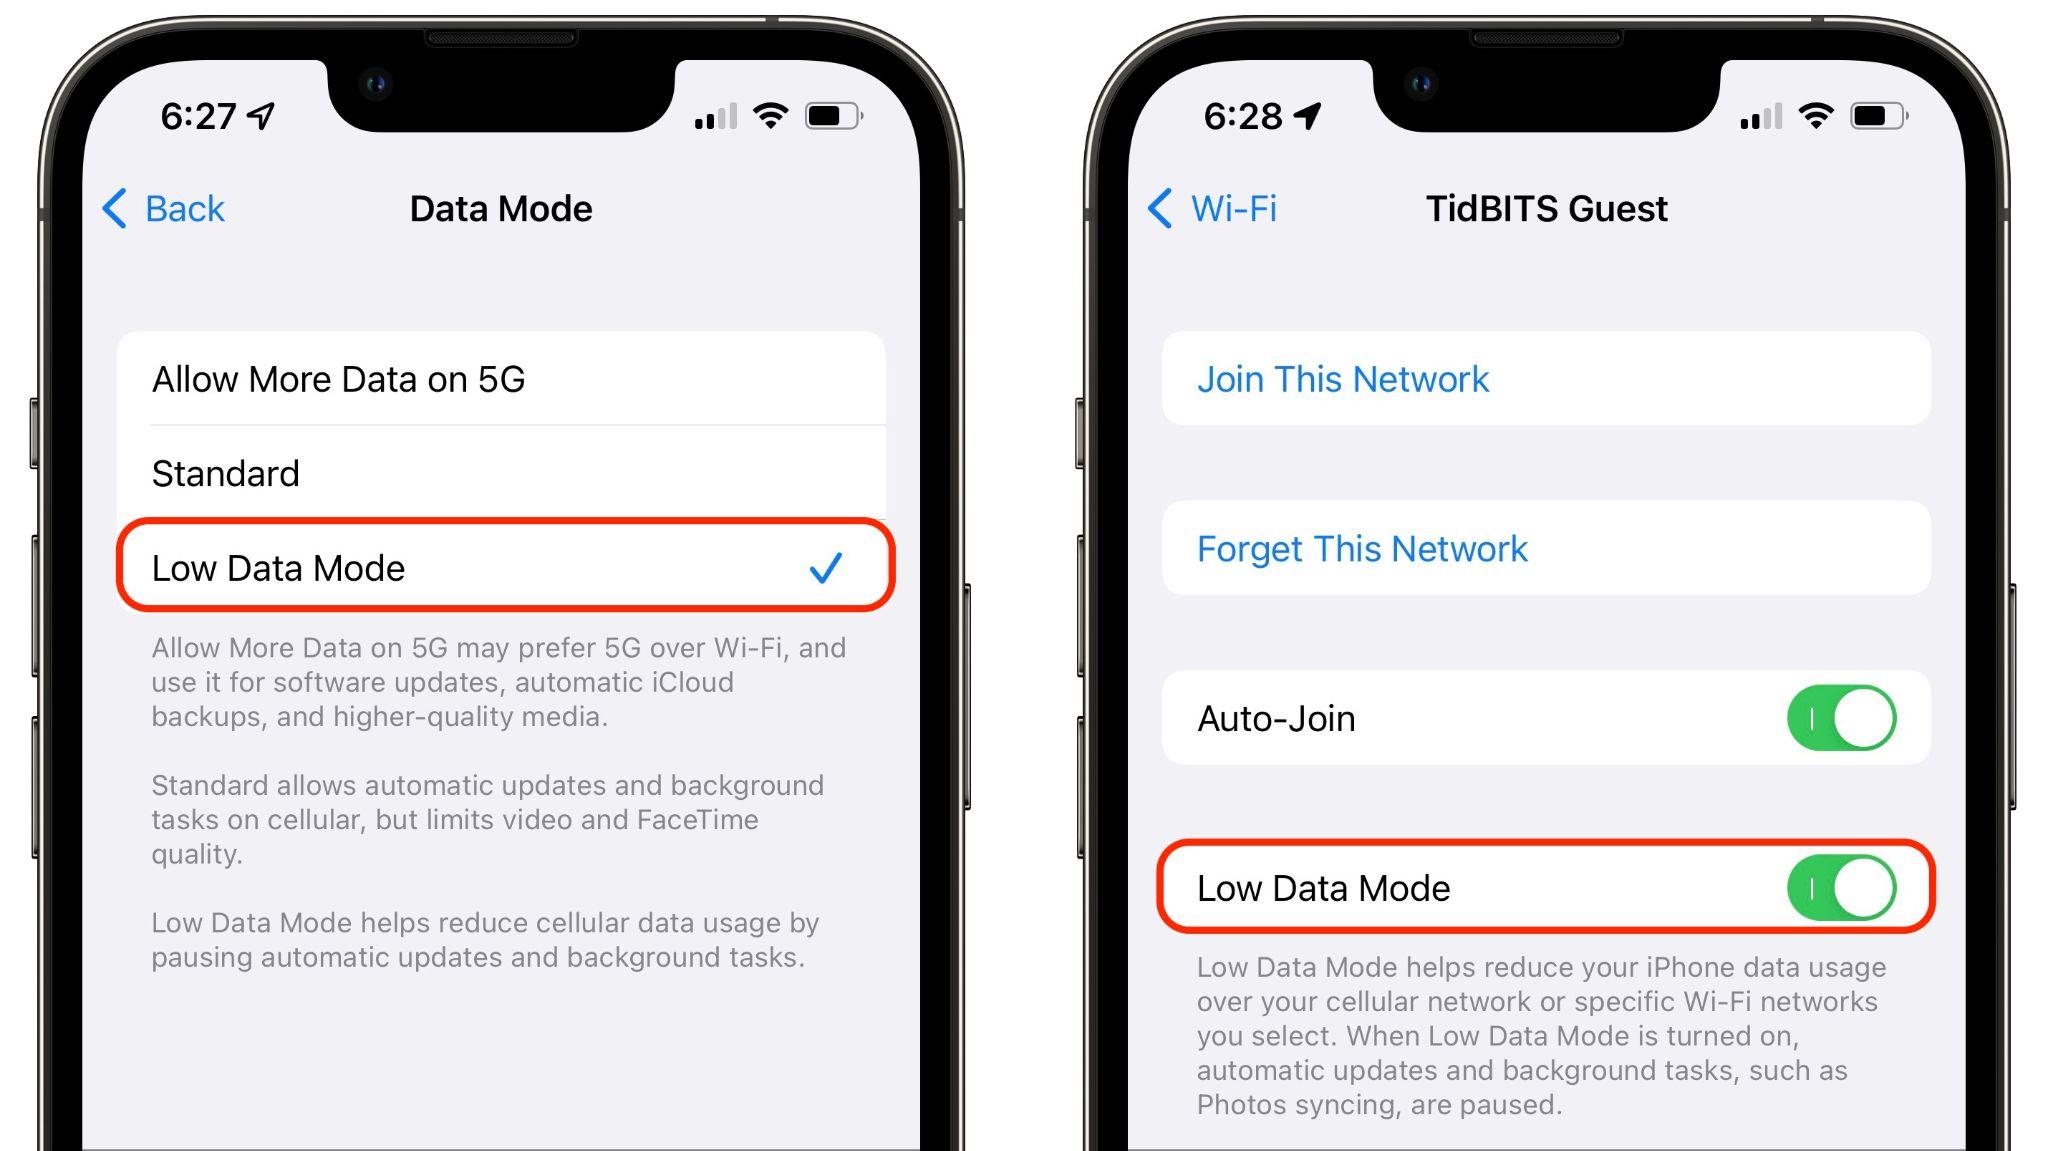 6:27
Back
Data Mode
Allow More Data on 5G
Standard
Low Data Mode
Allow More Data on 5G may prefer 5G over Wi-Fi, and
use it for software updates, automatic iCloud
backups, and higher-quality media.
Standard allows automatic updates and background
tasks on cellular, but limits video and FaceTime
quality.
Low Data Mode helps reduce cellular data usage by
pausing automatic updates and background tasks.
6:28
Wi-Fi
TidBITS Guest
Join This Network
Forget This Network
Auto-Join
Low Data Mode
Low Data Mode helps reduce your iPhone data usage
over your cellular network or specific Wi-Fi networks
you select. When Low Data Mode is turned on,
automatic updates and background tasks, such as
Photos syncing, are paused.